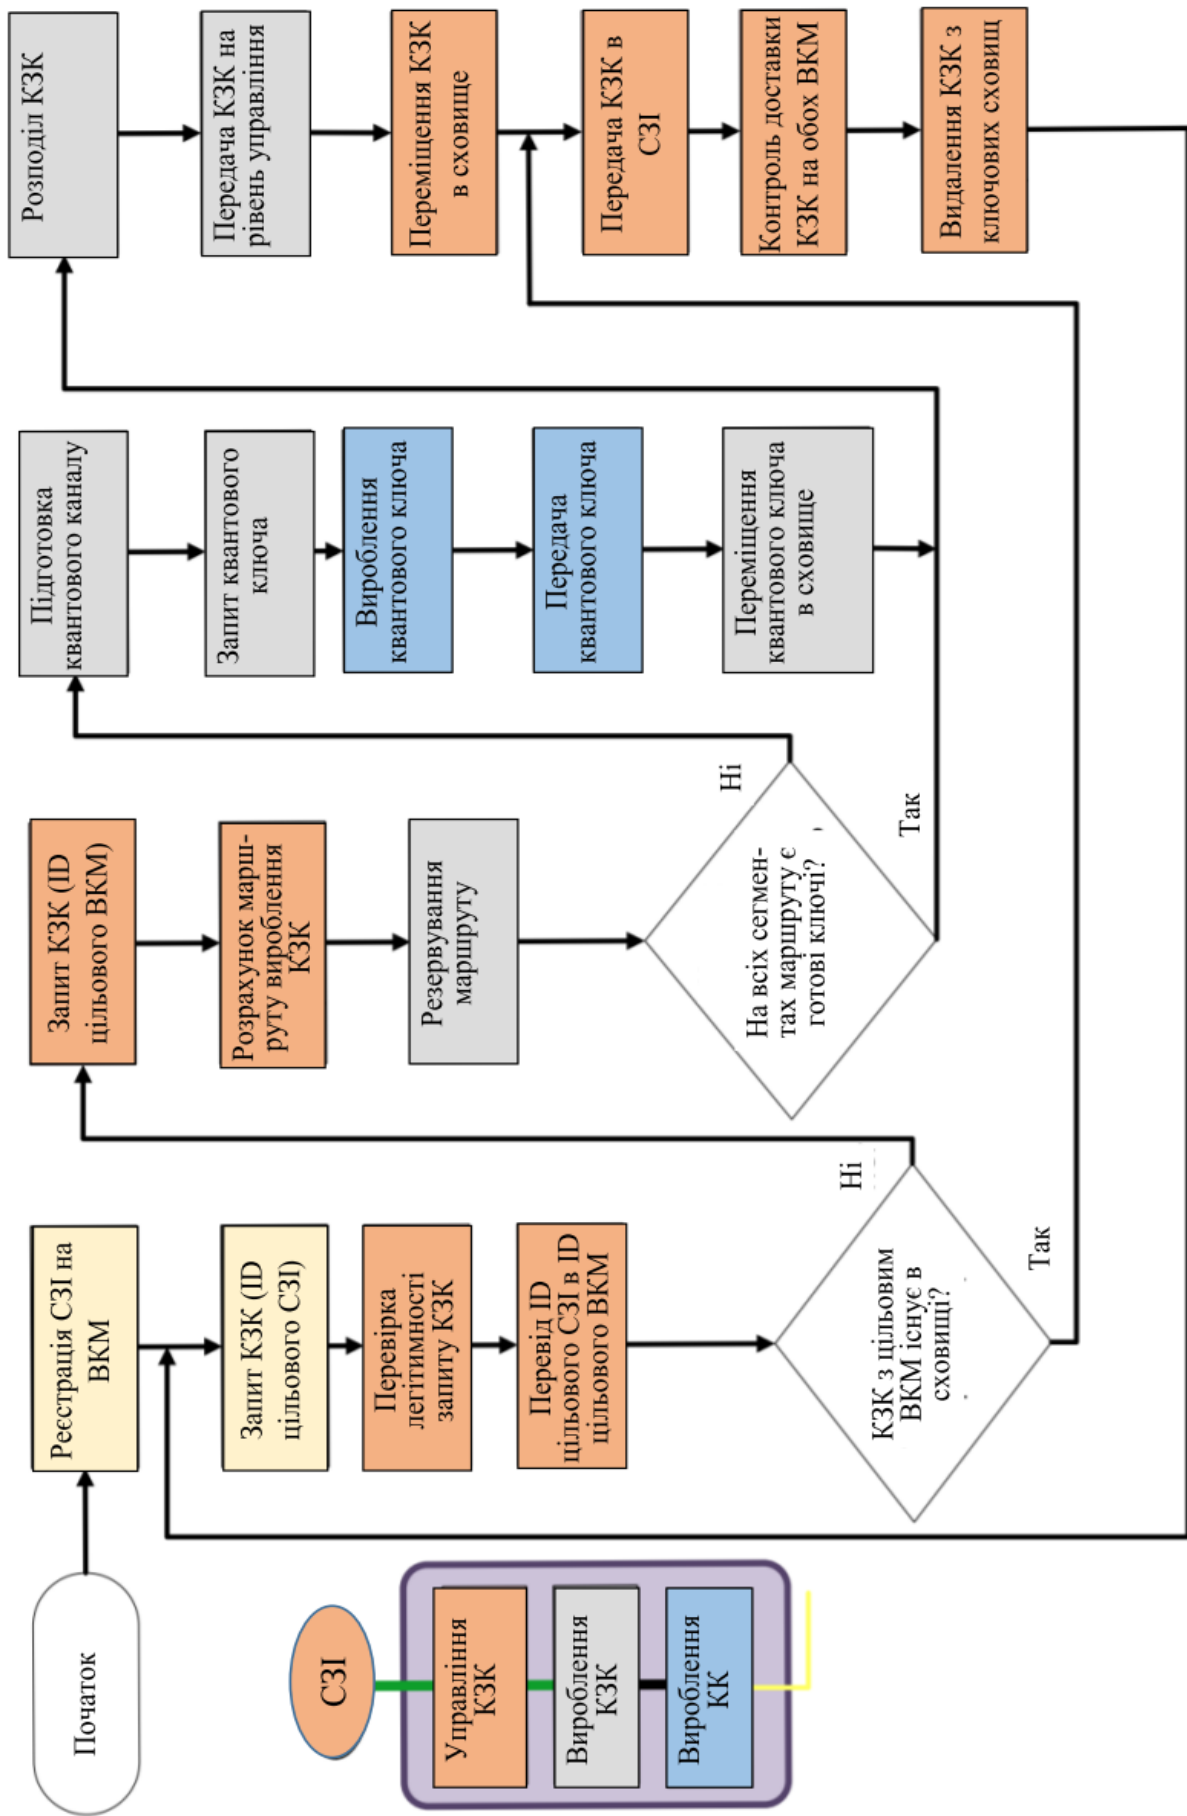 Початок
СЗІ
Управління
КЗК
Вироблення
КЗК
Вироблення
КК
Реєстрація СЗІ на
ВКМ
Запит КЗК (ID
цільового СЗІ)
Перевірка
легітимності
запиту КЗК
Перевід ID
цільового СЗІ в ID
цільового ВКМ
КЗК з цільовим
ВКМ існує в
сховищі?
Ні
Так
Запит КЗК (ID
цільового ВКМ)
Розрахунок марш-
руту вироблення
КЗК
Резервування
маршруту
На всіх сегмен-
тах маршруту є
готові ключі?
Ні
Так
Підготовка
квантового каналу
Запит квантового
ключа
Вироблення
квантового ключа
Передача
квантового ключа
Переміщення
квантового ключа
в сховище
Розподіл КЗК
Передача КЗК на
рівень управління
Переміщення КЗК
в сховище
Передача КЗК в
СЗІ
Контроль доставки
КЗК на обох ВКМ
Видалення КЗК з
ключових сховищ